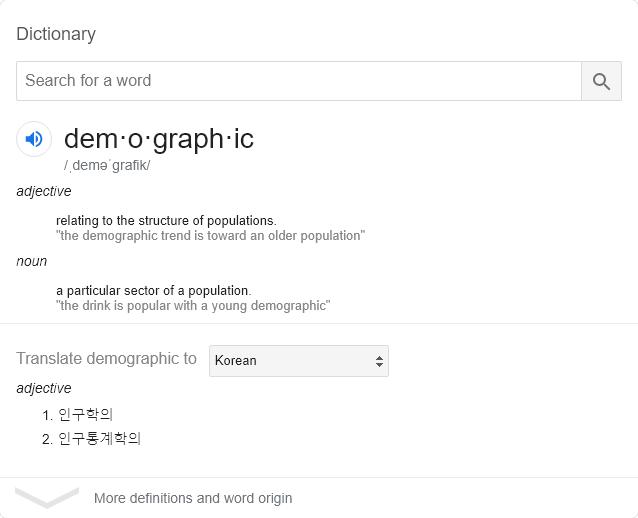 Dictionary
Search for a word
dem·o·graph·ic
/ˌdeməˈɡrafik/
adjective
relating to the structure of populations.
"the demographic trend is toward an older population"
noun
a particular sector of a population.
"the drink is popular with a young demographic"
Translate demographic to Korean
adjective
1. 인구학의
2. 인구통계학의
More definitions and word origin